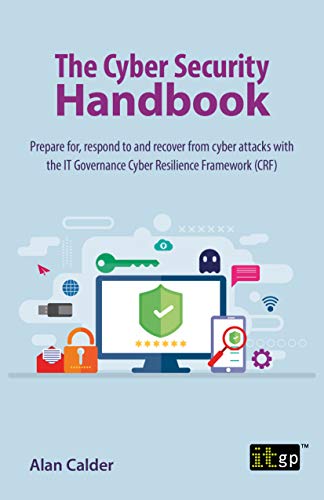 The Cyber Security
Handbook
Prepare for, respond to and recover from cyber attacks with
the IT Governance Cyber Resilience Framework (CRF)
Alan Calder
itgp™